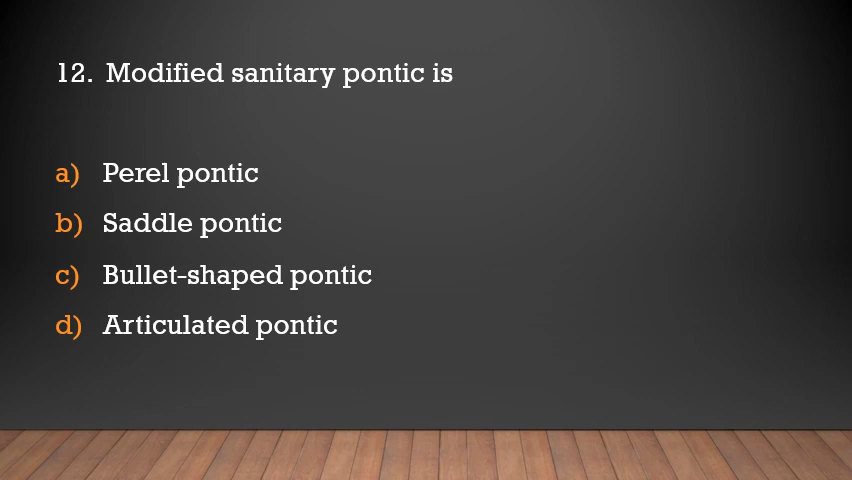 12. Modified sanitary pontic is
a) Perel pontic
b) Saddle pontic
c) Bullet-shaped pontic
d) Articulated pontic